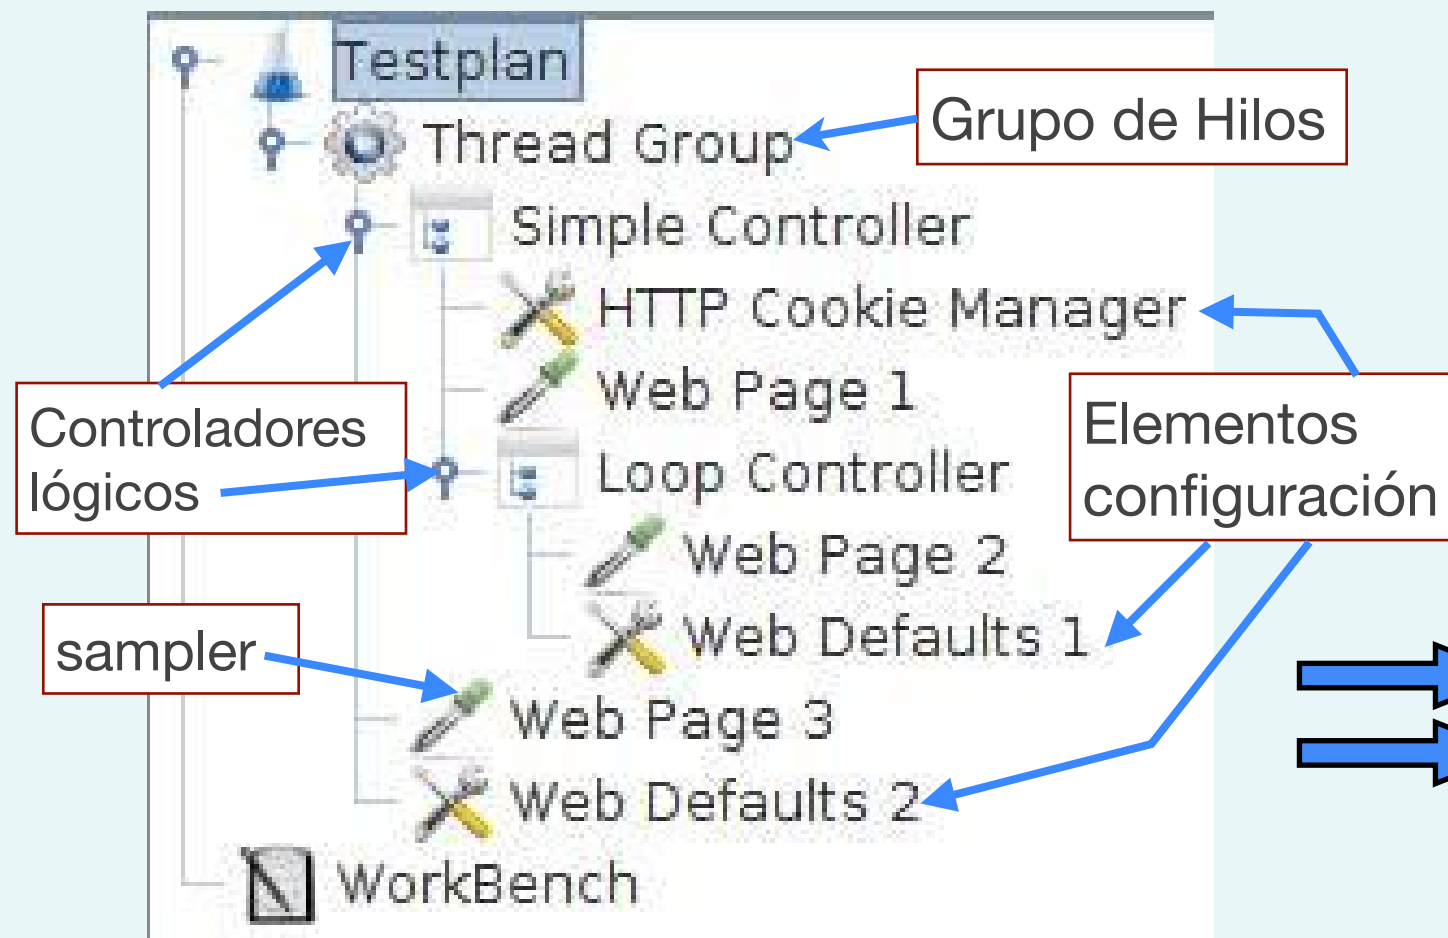 Testplan
Thread Group
Grupo de Hilos
Simple Controller
HTTP Cookie Manager
Web Page 1
Controladores
lógicos
Elementos
configuración
Loop Controller
Web Page 2
sampler
Web Defaults 1
Web Page 3
Web Defaults 2
WorkBench